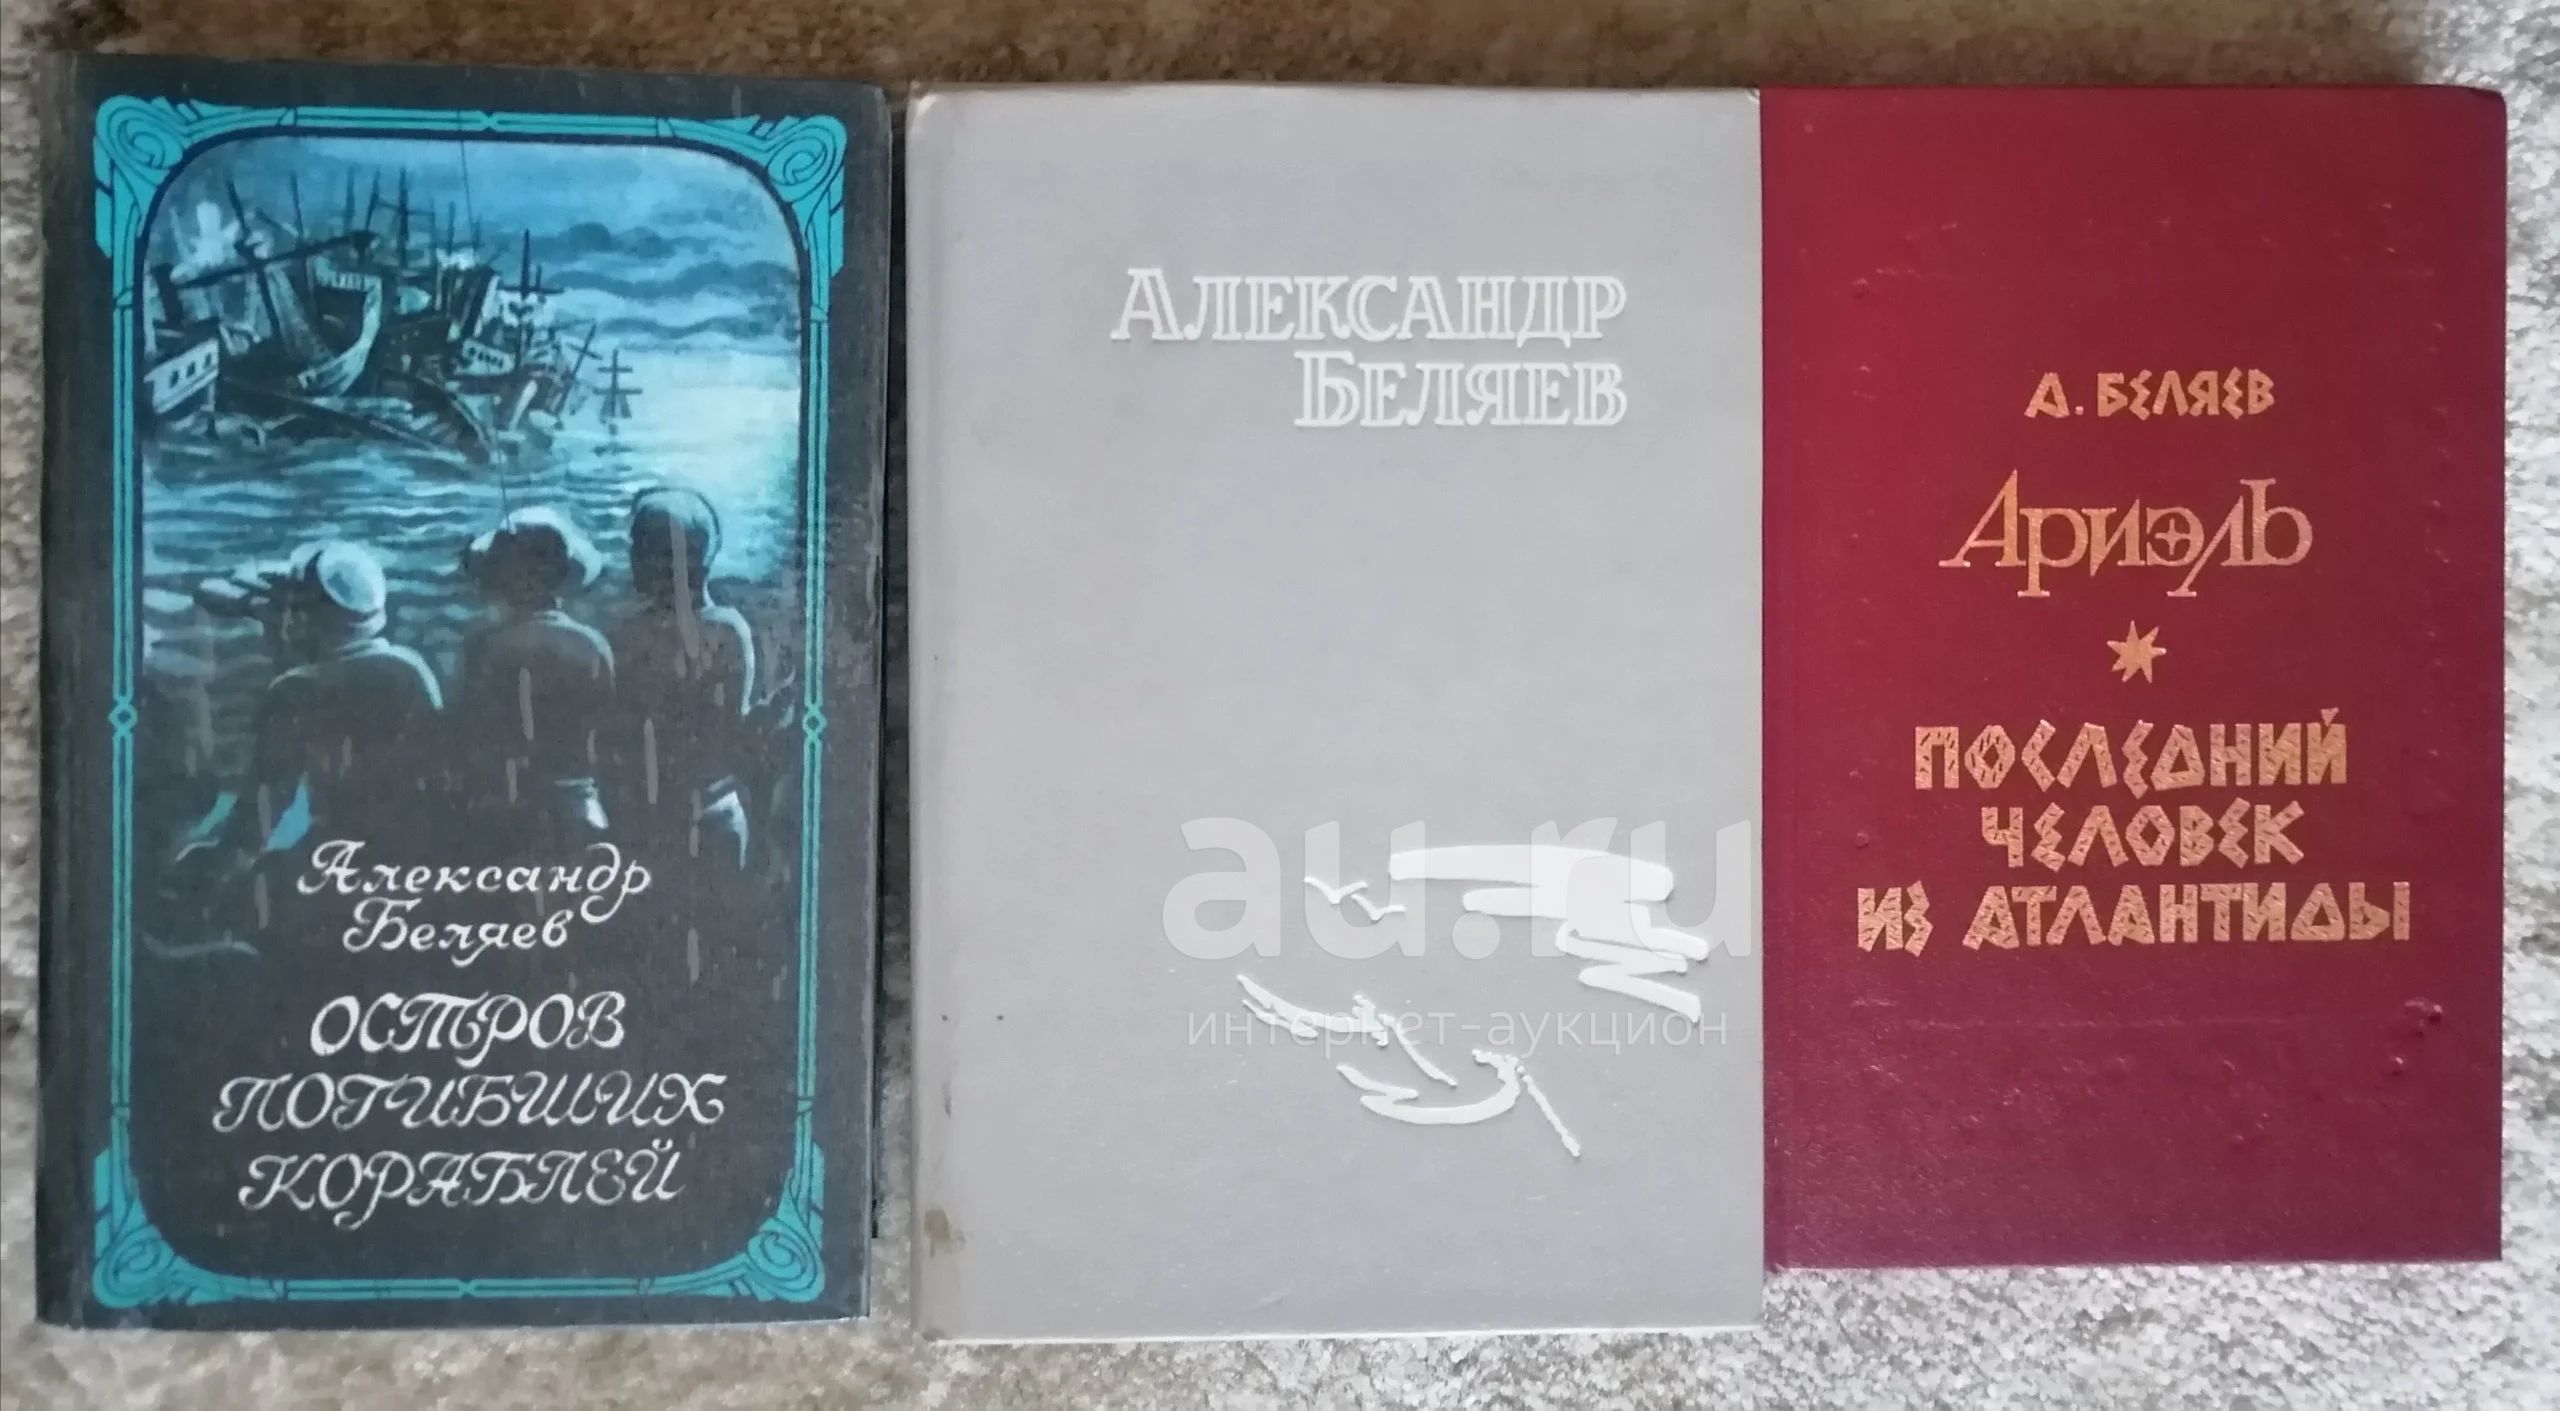 Александр
Беляев
ОСТРОВ
ПОГИБШИХ
КОРАБЛЕЙ
АЛЕКСАНДР
БЕЛЯЕВ
au.ru
интернет-аукцион
А. БЕЛЯЕВ
АРИЭЛЬ
ПОСЛЕДНИЙ
ЧЕЛОВЕК
ИЗ АТЛАНТИДЫ